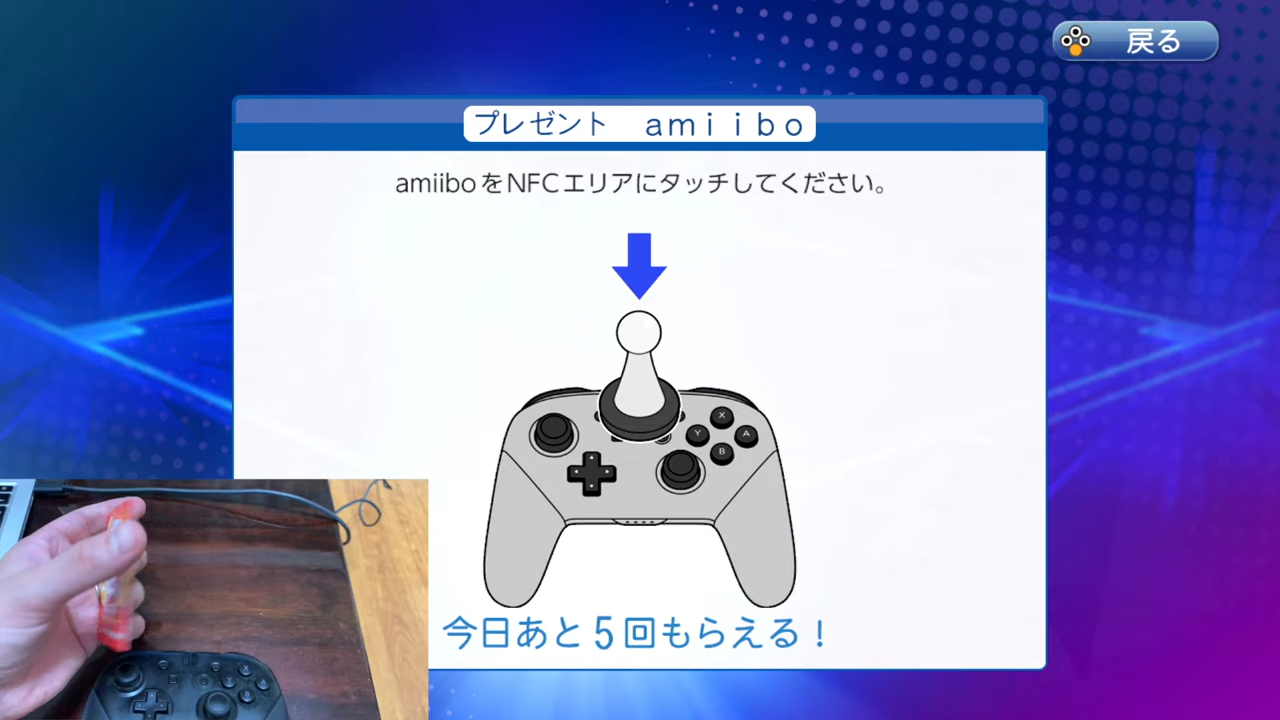 戻る
プレゼント　ａｍｉｉｂｏ
amiiboをNFCエリアにタッチしてください。
X
Y
A
B
今日あと５回もらえる！